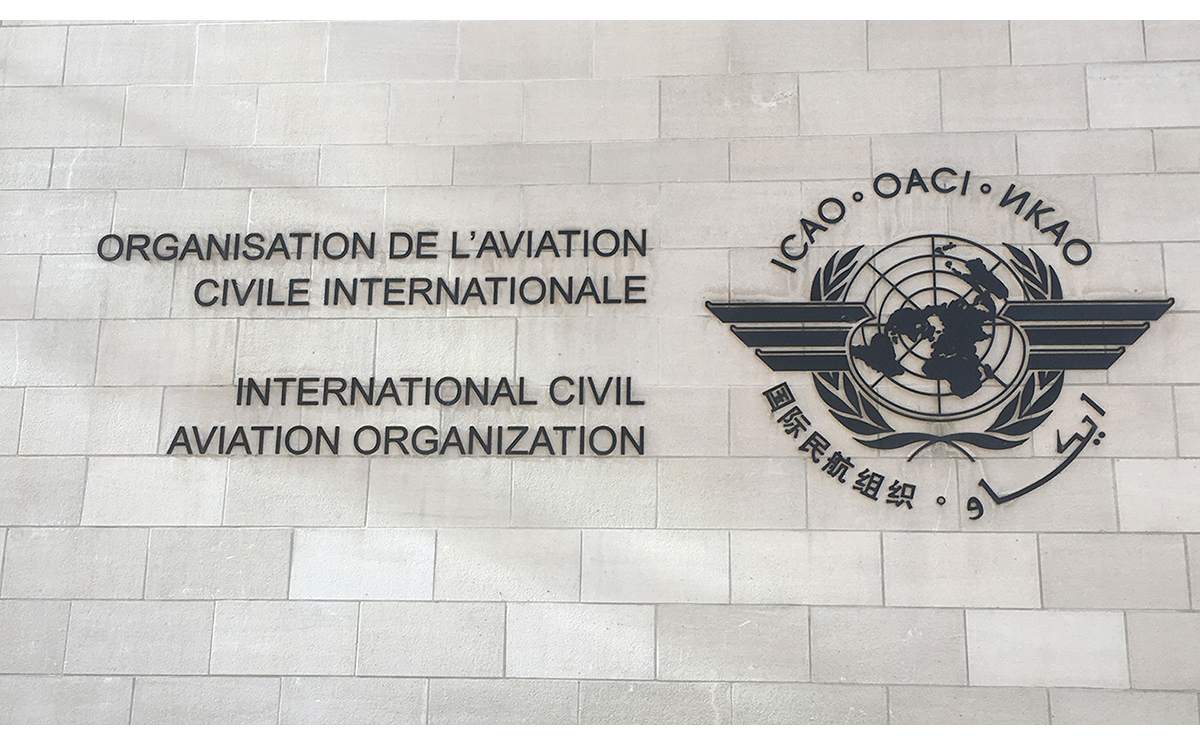 ORGANISATION DE L'AVIATION
CIVILE INTERNATIONALE
INTERNATIONAL CIVIL
AVIATION ORGANIZATION
ICAO • OACI • ИКАО
国际民航组织 • ايكاو